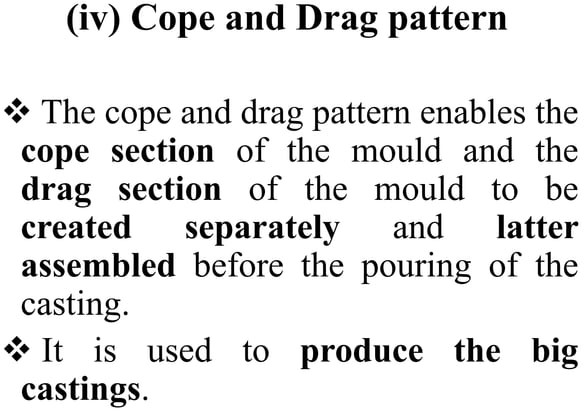 (iv) Cope and Drag pattern
❖ The cope and drag pattern enables the
cope section of the mould and the
drag section of the mould to be
created separately and latter
assembled before the pouring of the
casting.
❖ It is used to produce the big
castings.